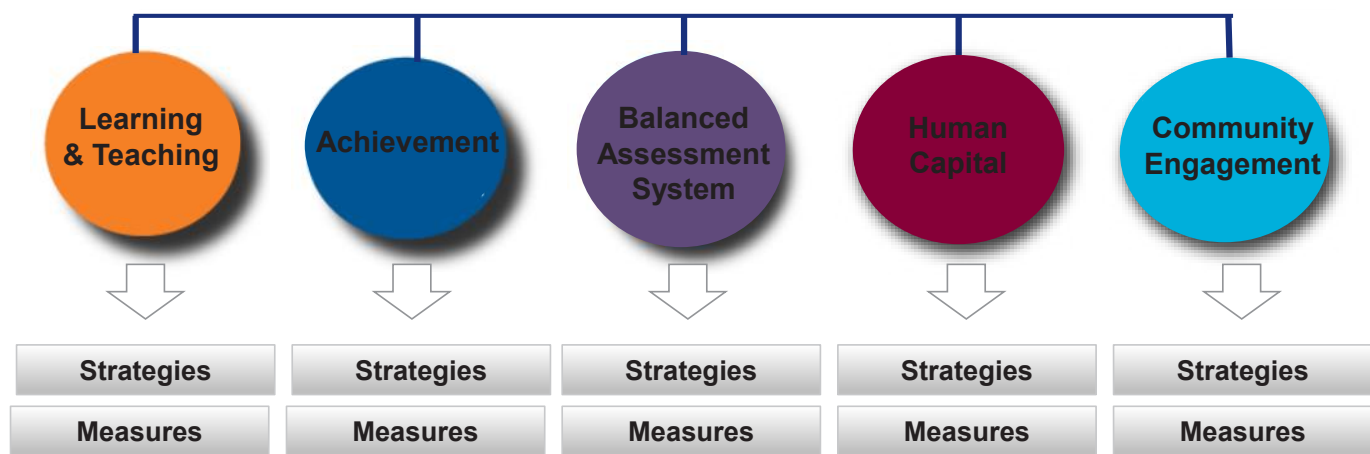 Learning
& Teaching
Achievement
Balanced
Assessment
System
Human
Capital
Community
Engagement
Strategies
Strategies
Strategies
Strategies
Strategies
Measures
Measures
Measures
Measures
Measures